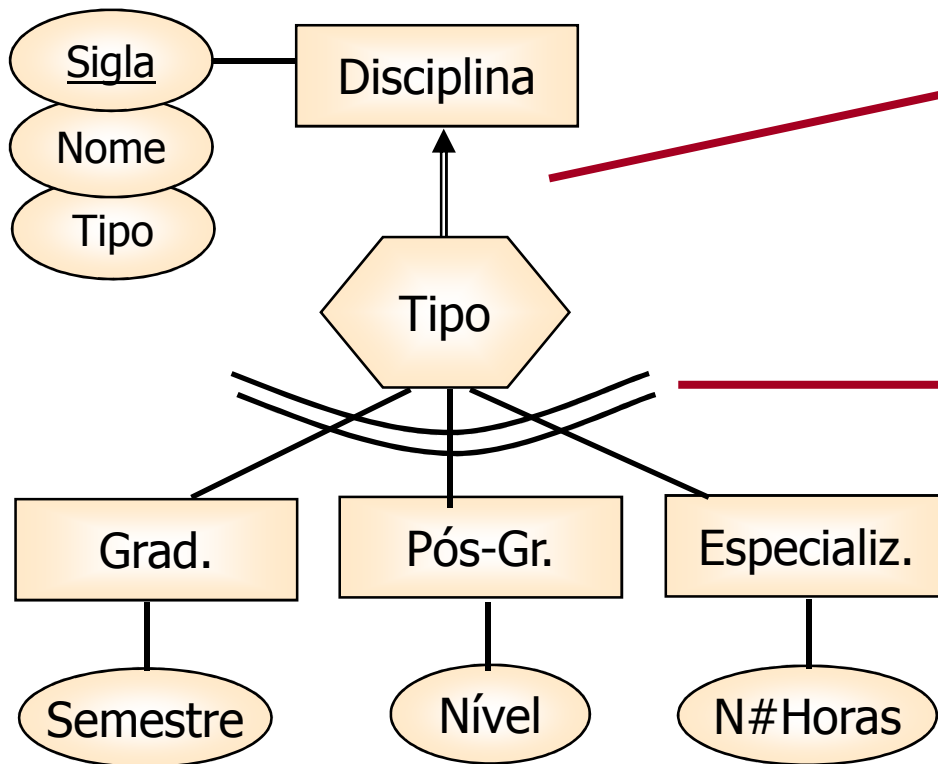 Sigla
Disciplina
Nome
Tipo
Tipo
Grad.
Pós-Gr.
Especializ.
Semestre
Nível
N#Horas